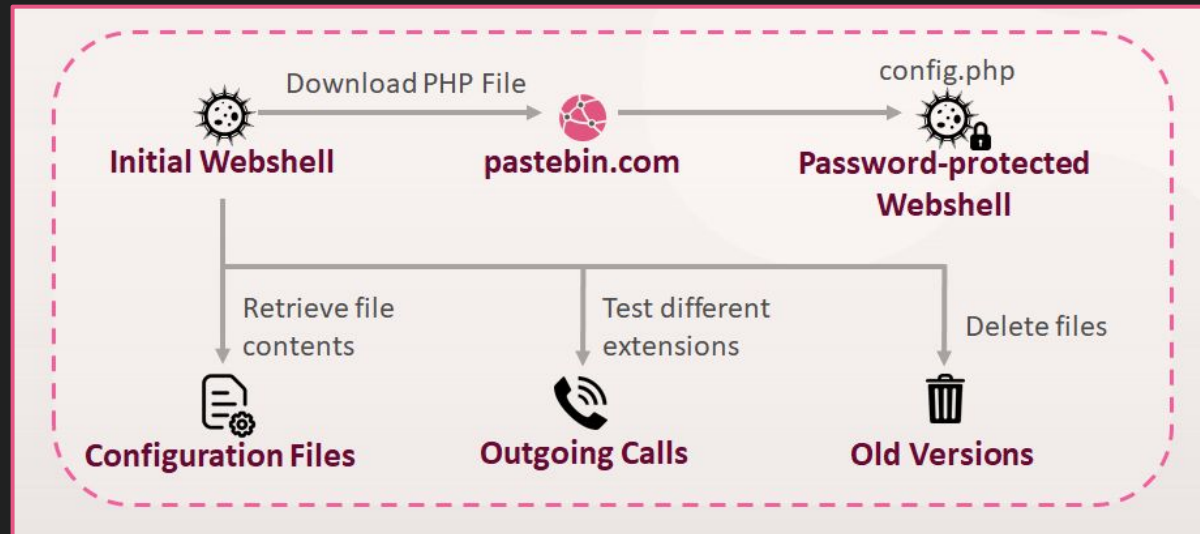 Download PHP File
config.php
Initial Webshell
pastebin.com
Password-protected
Webshell
Retrieve file
contents
Test different
extensions
Delete files
Configuration Files
Outgoing Calls
Old Versions